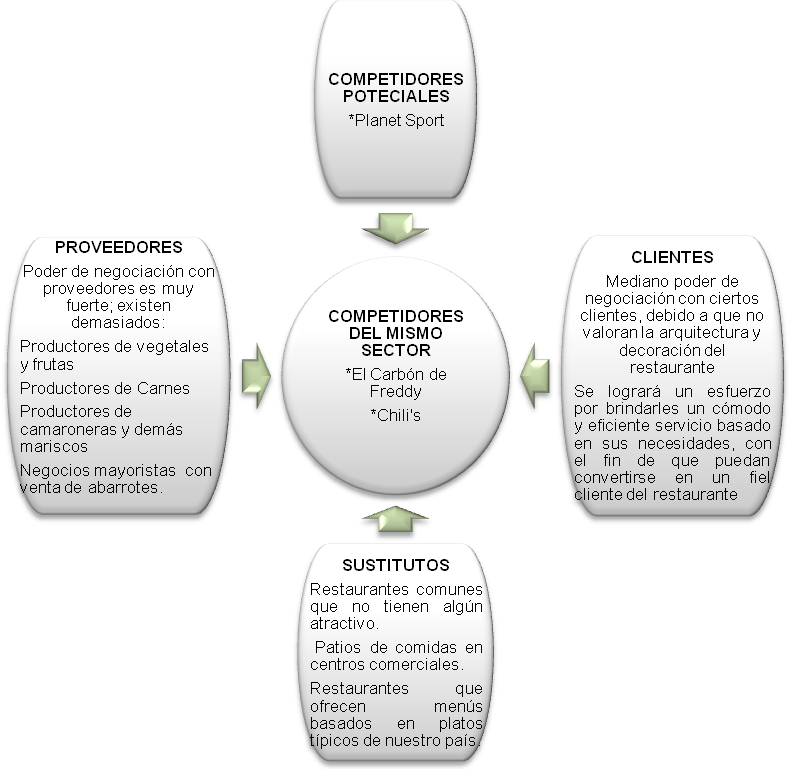 COMPETIDORES
POTECIALES
*Planet Sport
PROVEEDORES
Poder de negociación con
proveedores es muy
fuerte; existen
demasiados:
Productores de vegetales
y frutas
Productores de Carnes
Productores de
camaroneras y demás
mariscos
Negocios mayoristas con
venta de abarrotes.
COMPETIDORES
DEL MISMO
SECTOR
*El Carbón de
Freddy
*Chili's
CLIENTES
Mediano poder de
negociación con ciertos
clientes, debido a que no
valoran la arquitectura y
decoración del
restaurante
Se logrará un esfuerzo
por brindarles un cómodo
y eficiente servicio basado
en sus necesidades, con
el fin de que puedan
convertirse en un fiel
cliente del restaurante
SUSTITUTOS
Restaurantes comunes
que no tienen algún
atractivo.
Patios de comidas en
centros comerciales.
Restaurantes que
ofrecen menús
basados en platos
típicos de nuestro país.